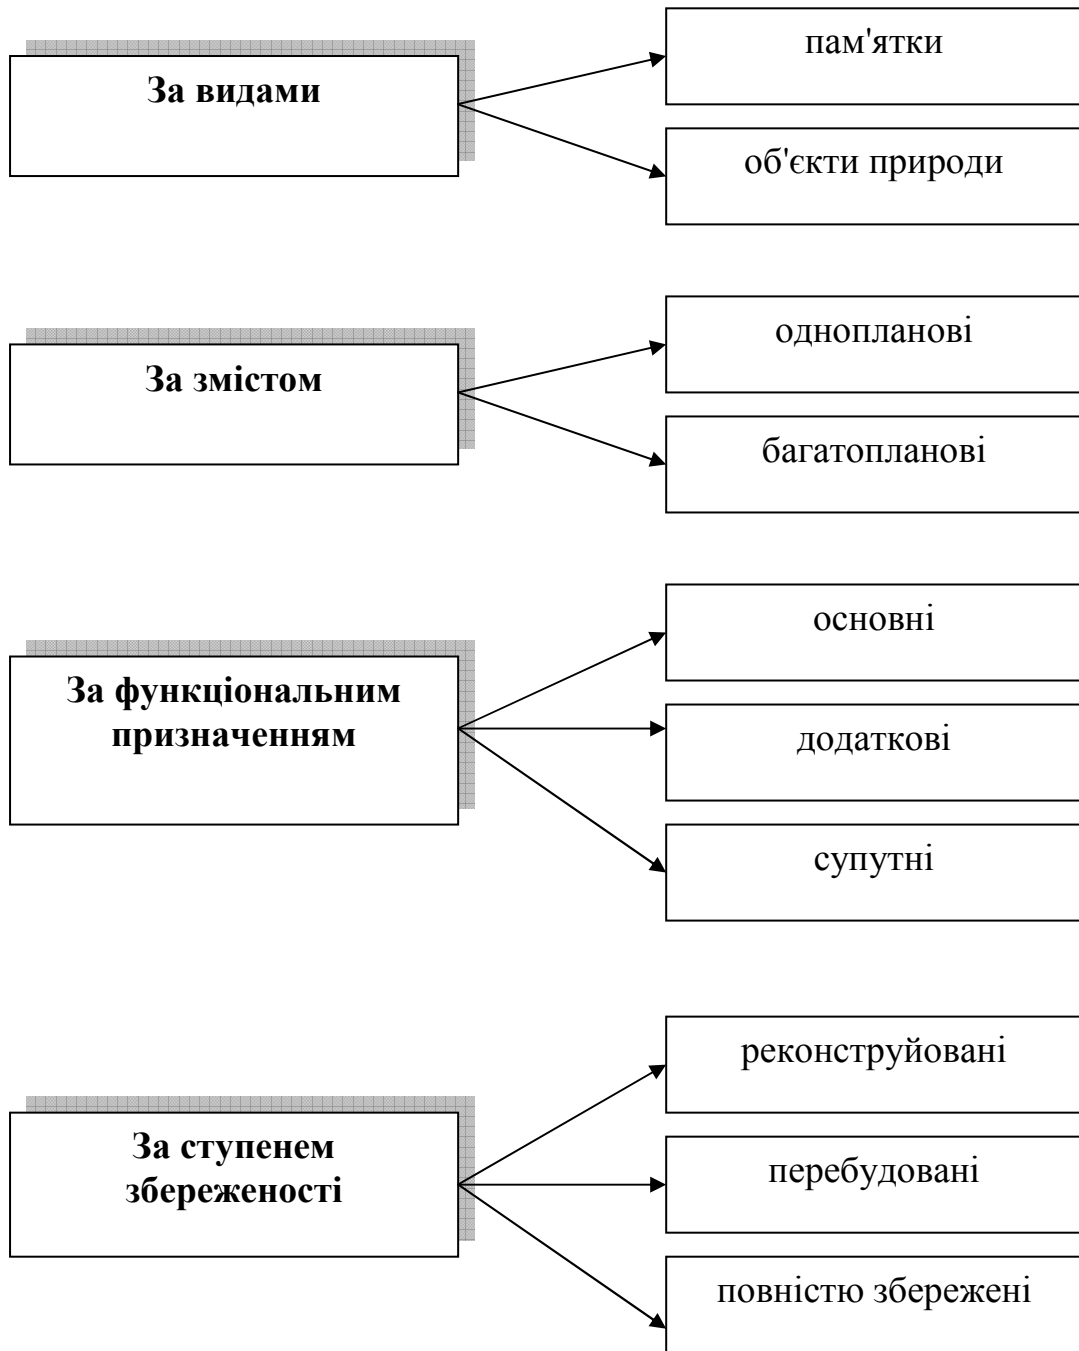 За видами
пам'ятки
об'єкти природи
За змістом
однопланові
багатопланові
За функціональним
призначенням
основні
додаткові
супутні
За ступенем
збереженості
реконструйовані
перебудовані
повністю збережені